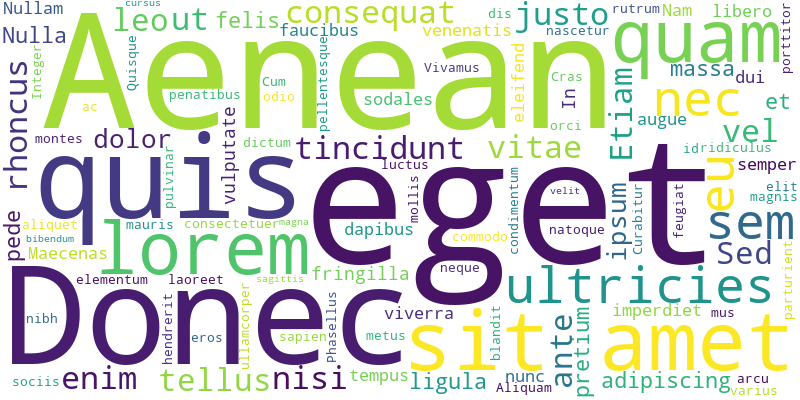 cursus
Nullam
leo
ut
felis
consequat
dis
justo
rutrum
Nam
libero
Nulla
Integer
Aenean
Quisque
faucibus
venenatis
nascetur
quam
porttitor
Cum
Vivamus
pellentesque
eleifend
Cras
In
massa
dui
rhoncus
ac
penatibus
odio
sodales
orci
Etiam
nec
et
augue
vel
montes
dolor
vulputate
dictum
tincidunt
luctus
vitae
id
ridiculus
quis
pulvinar
eget
mollis
condimentum
velit
semper
eu
elit
magnis
pede
aliquet
mauris
consectetuer
magna
dapibus
commodo
natoque
ipsum
Curabitur
feugiat
sem
bibendum
Maecenas
lorem
neque
Sed
parturient
Donec
elementum
laoreet
sagittis
fringilla
ultricies
nibh
hendrerit
eros
ullamcorper
sapien
Phasellus
viverra
metus
sit amet
blandit
ante
pretium
imperdiet
mus
sociis
enim
tellus
nisi
tempus
ligula
nunc
Aliquam
adipiscing
arcu
varius